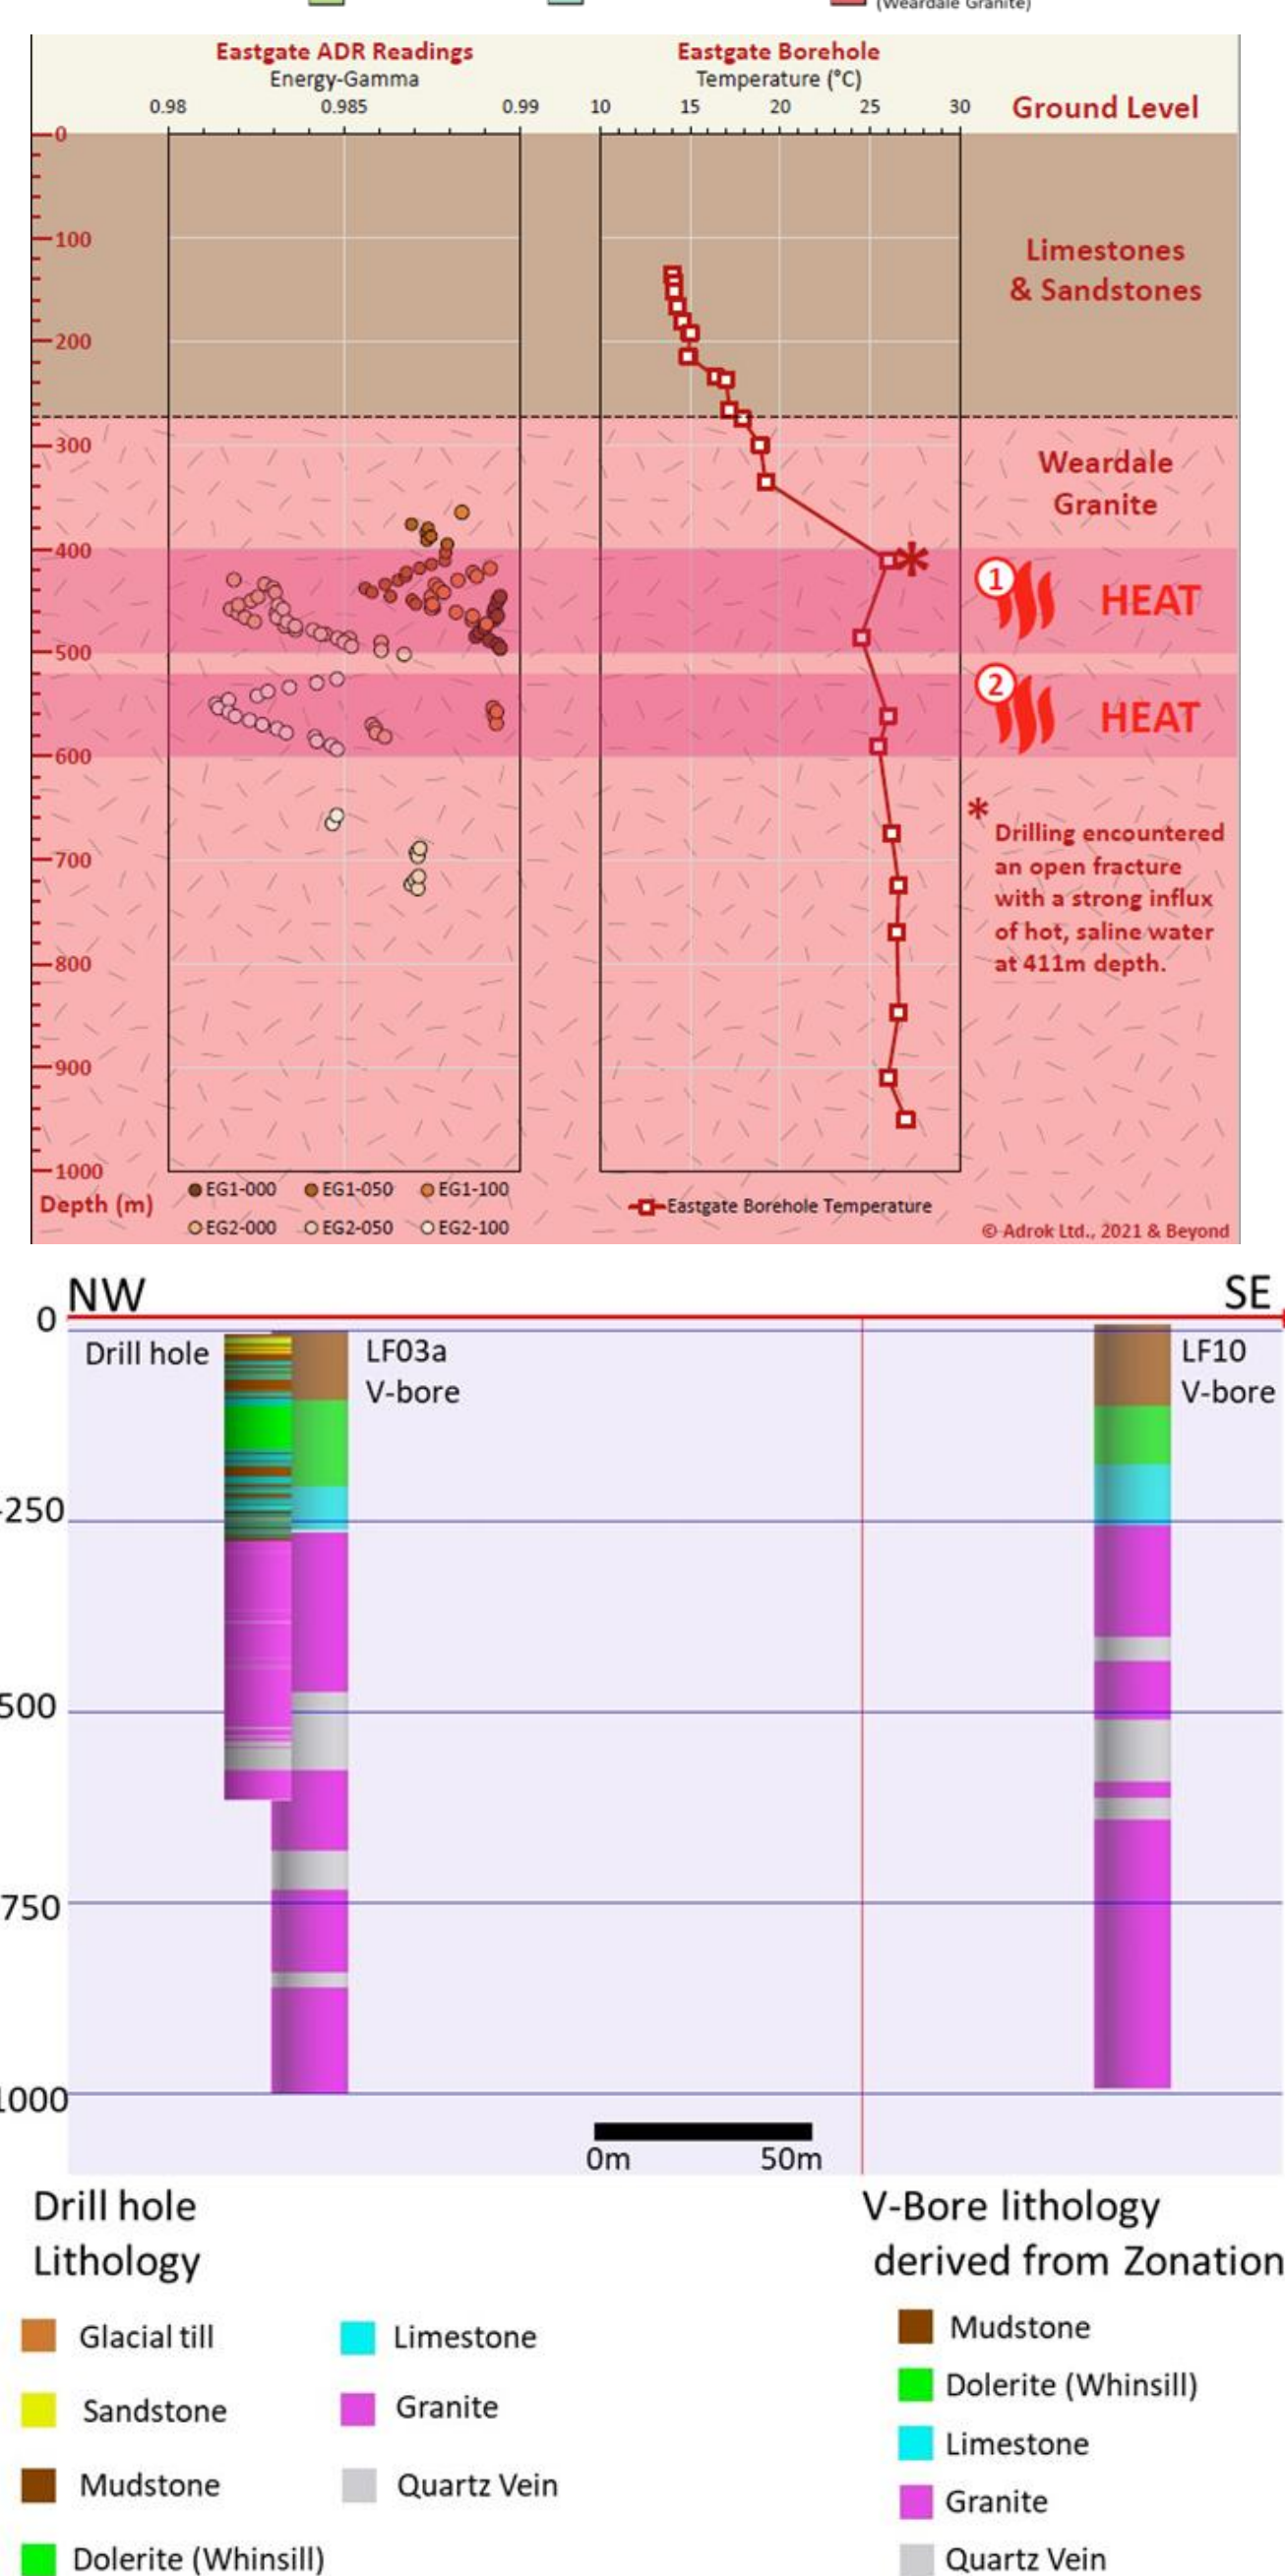 (Weardale Granite)
Eastgate ADR Readings
Energy-Gamma
0.98 0.985 0.99
Eastgate Borehole
Temperature (°C)
10 15 20 25 30
Ground Level
0
100
200
300
400
500
600
700
800
900
1000
Depth (m)
Limestones
& Sandstones
Weardale
Granite
*
1 HEAT
2 HEAT
*
Drilling encountered
an open fracture
with a strong influx
of hot, saline water
at 411m depth.
EG1-000 EG1-050 EG1-100
EG2-000 EG2-050 EG2-100
Eastgate Borehole Temperature
© Adrok Ltd., 2021 & Beyond
NW SE
0
Drill hole
LF03a
V-bore
LF10
V-bore
-250
500
750
1000
0m 50m
Drill hole
Lithology
Glacial till
Sandstone
Mudstone
Dolerite (Whinsill)
Limestone
Granite
Quartz Vein
V-Bore lithology
derived from Zonation
Mudstone
Dolerite (Whinsill)
Limestone
Granite
Quartz Vein